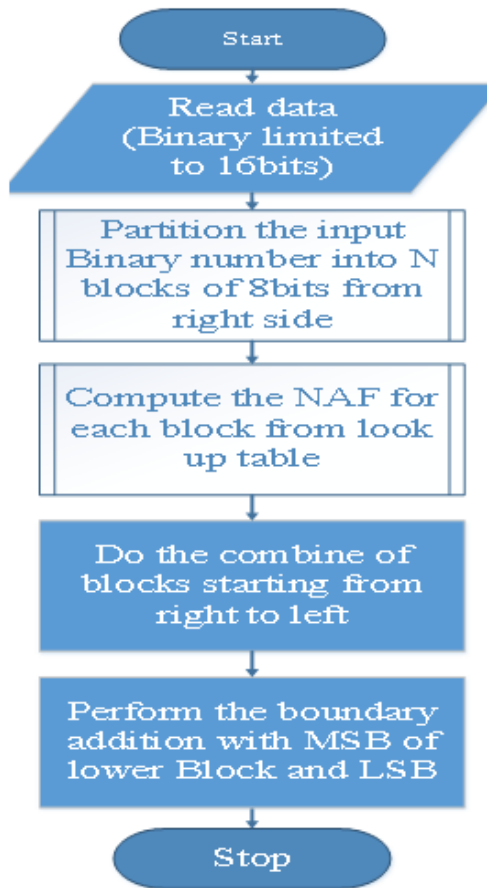 Start
Read data
(Binary limited
to 16bits)
Partition the input
Binary number into N
blocks of 8bits from
right side
Compute the NAF for
each block from look
up table
Do the combine of
blocks starting from
right to left
Perform the boundary
addition with MSB of
lower Block and LSB
Stop